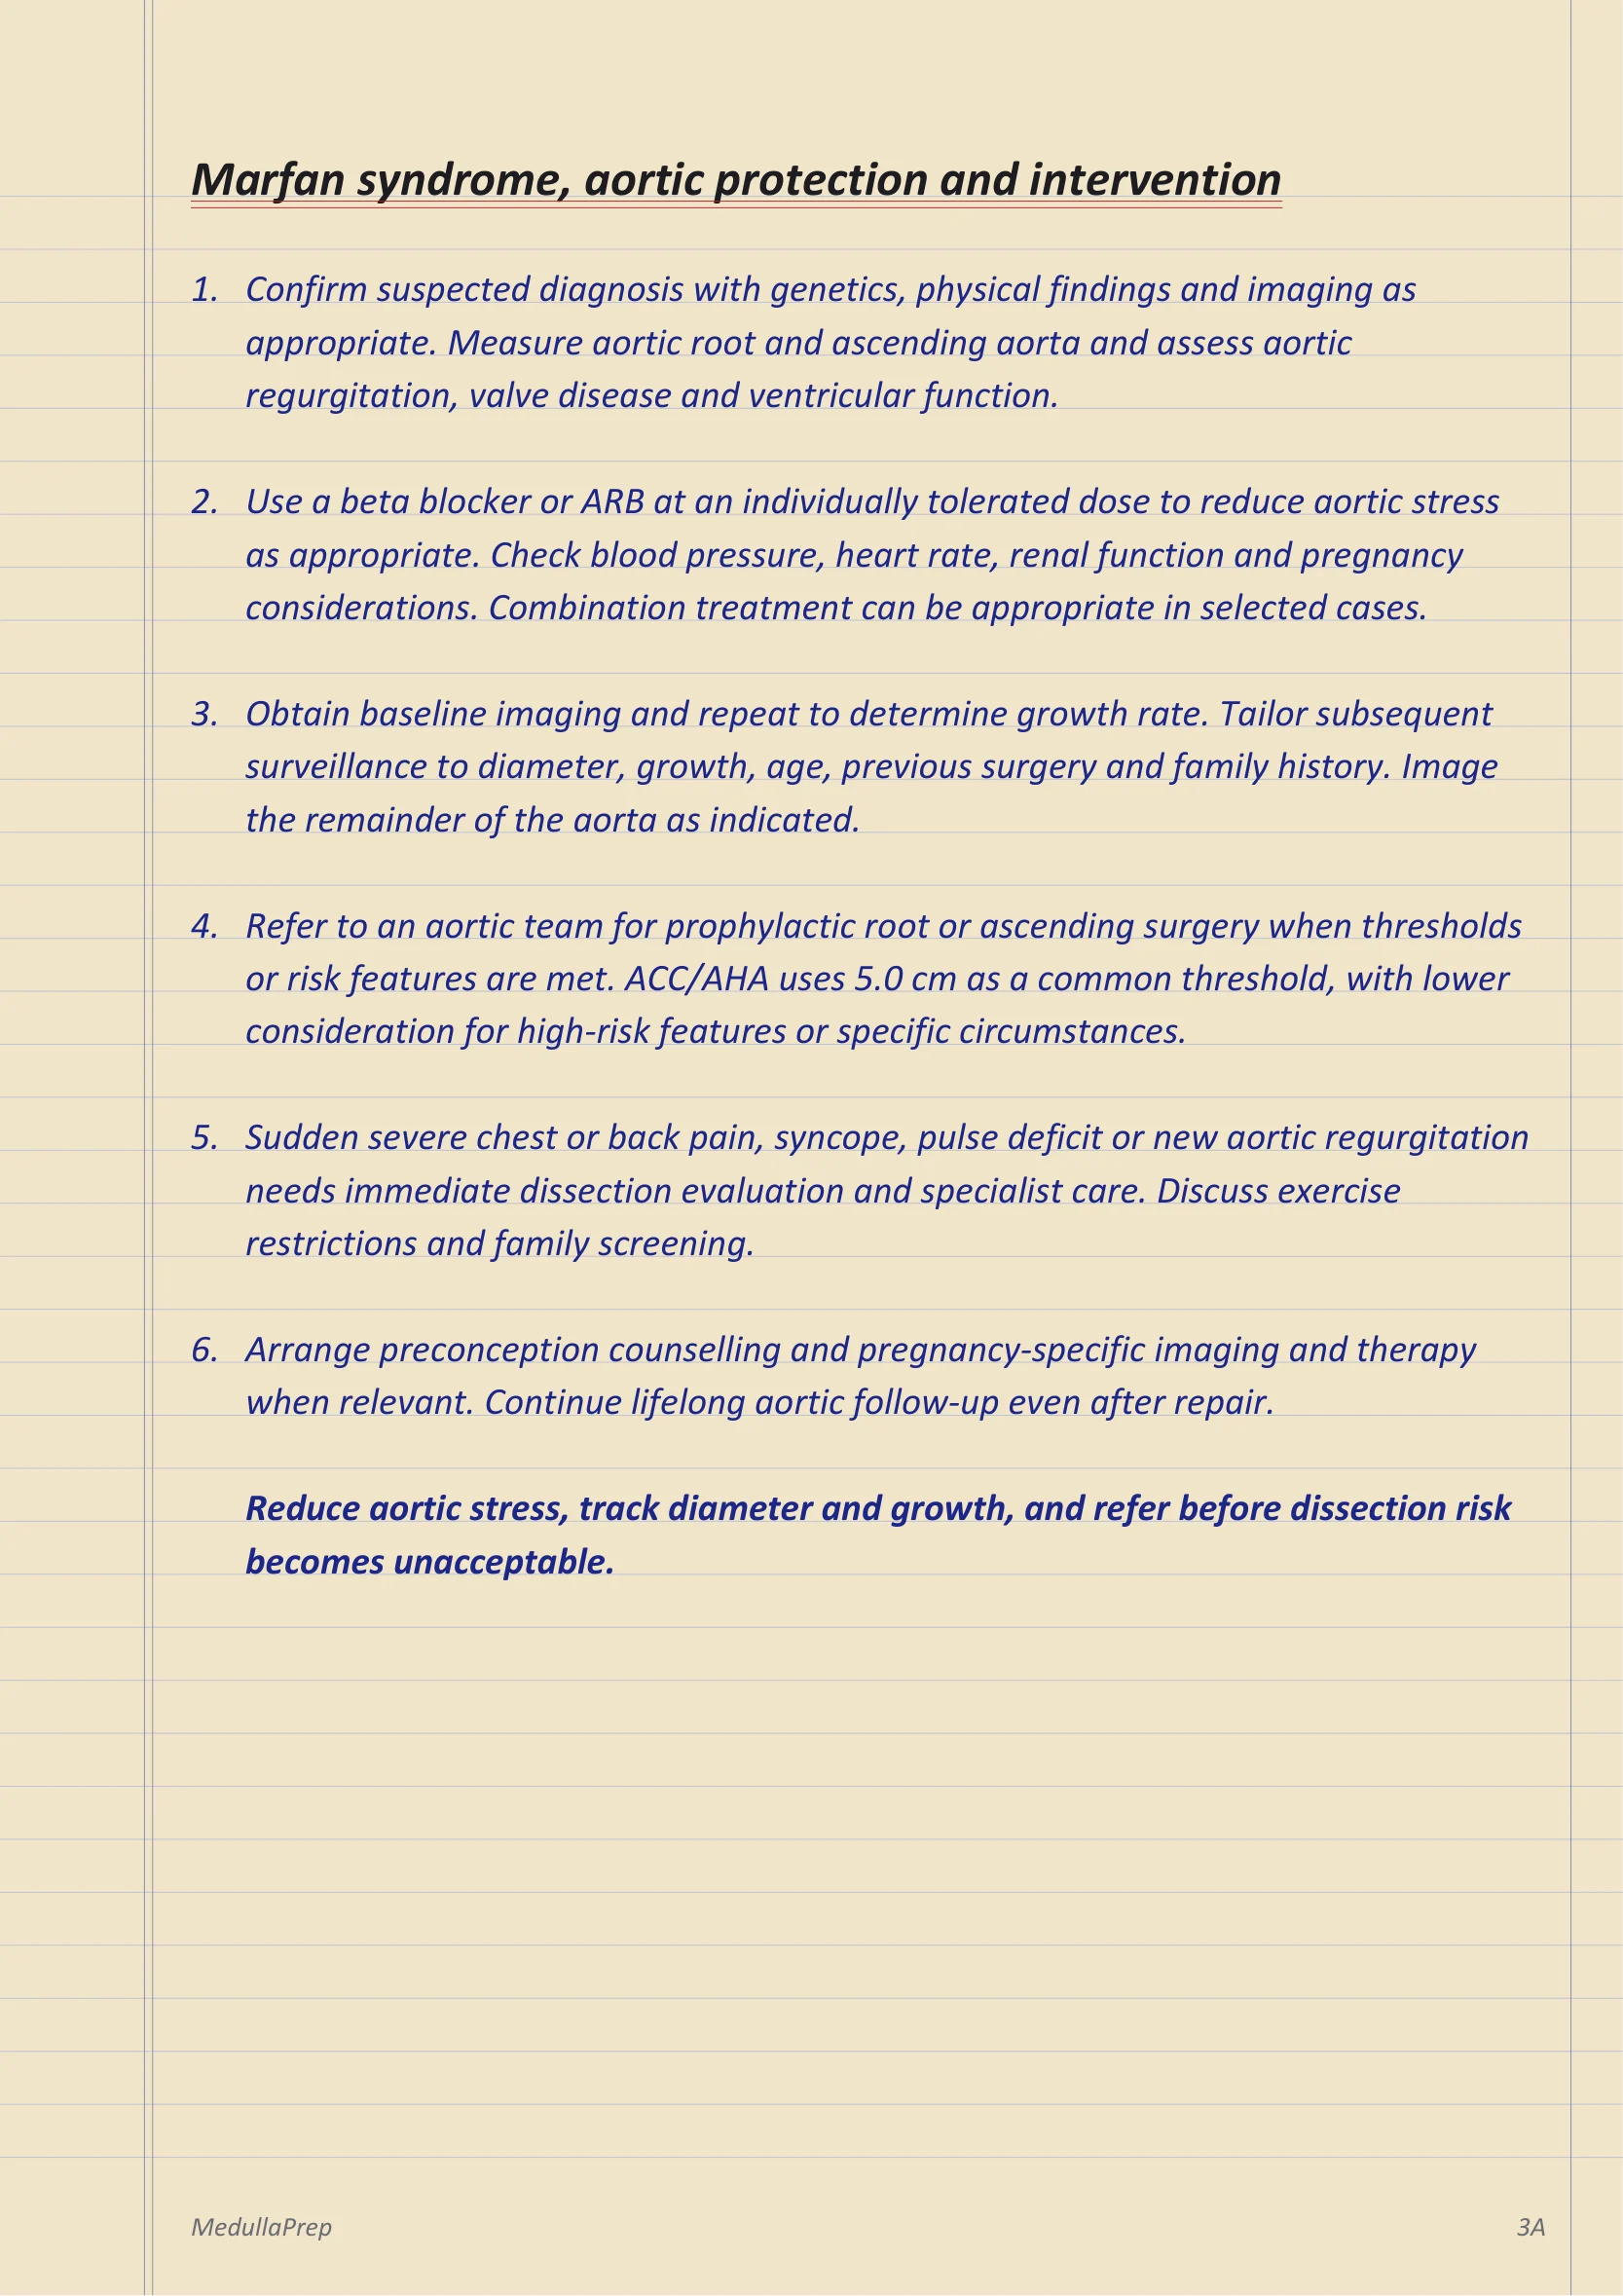 Marfan syndrome, aortic protection and intervention
1. Confirm suspected diagnosis with genetics, physical findings and imaging as
appropriate. Measure aortic root and ascending aorta and assess aortic
regurgitation, valve disease and ventricular function.
2. Use a beta blocker or ARB at an individually tolerated dose to reduce aortic stress
as appropriate. Check blood pressure, heart rate, renal function and pregnancy
considerations. Combination treatment can be appropriate in selected cases.
3. Obtain baseline imaging and repeat to determine growth rate. Tailor subsequent
surveillance to diameter, growth, age, previous surgery and family history. Image
the remainder of the aorta as indicated.
4. Refer to an aortic team for prophylactic root or ascending surgery when thresholds
or risk features are met. ACC/AHA uses 5.0 cm as a common threshold, with lower
consideration for high-risk features or specific circumstances.
5. Sudden severe chest or back pain, syncope, pulse deficit or new aortic regurgitation
needs immediate dissection evaluation and specialist care. Discuss exercise
restrictions and family screening.
6. Arrange preconception counselling and pregnancy-specific imaging and therapy
when relevant. Continue lifelong aortic follow-up even after repair.
Reduce aortic stress, track diameter and growth, and refer before dissection risk
becomes unacceptable.
MedullaPrep
3A